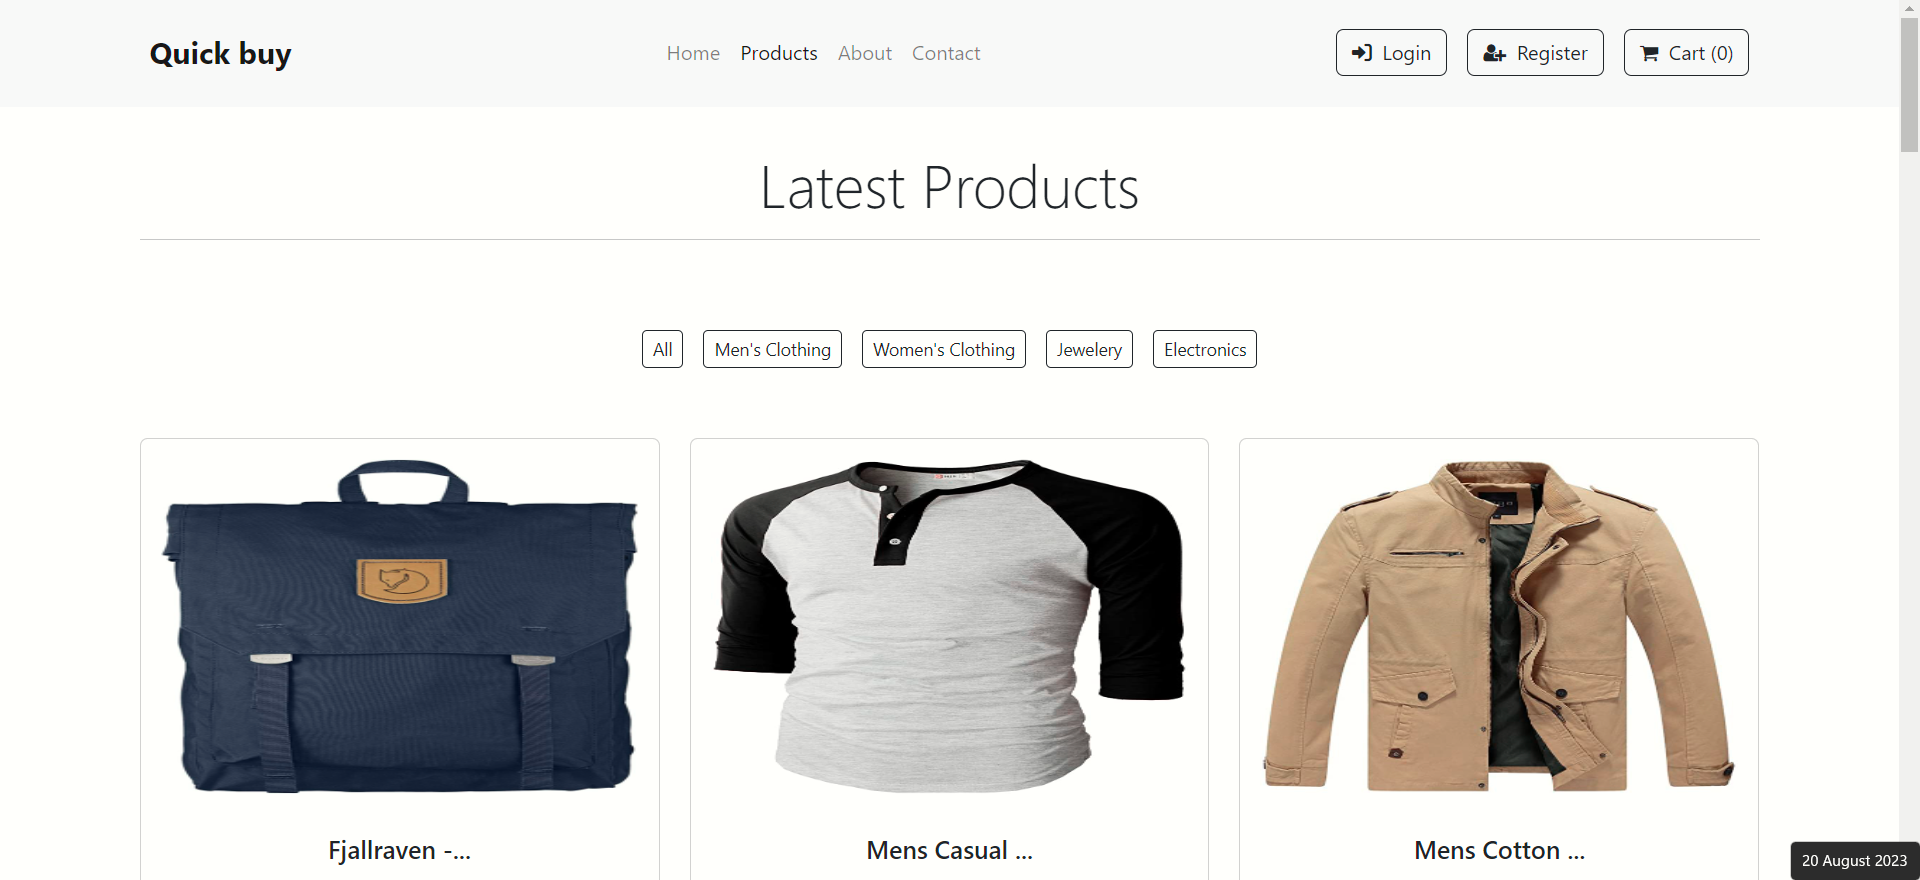 Quick buy
Home Products About Contact
Login Register Cart (0)
Latest Products
All Men's Clothing Women's Clothing Jewelery Electronics
Fjallraven -... Mens Casual ... Mens Cotton ...
20 August 2023